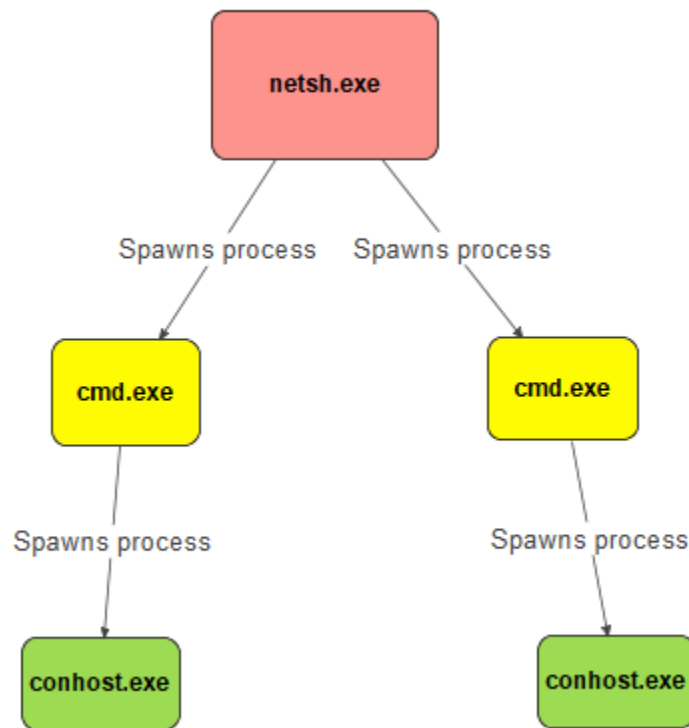 netsh.exe
Spawns process
Spawns process
cmd.exe
cmd.exe
Spawns process
Spawns process
conhost.exe
conhost.exe